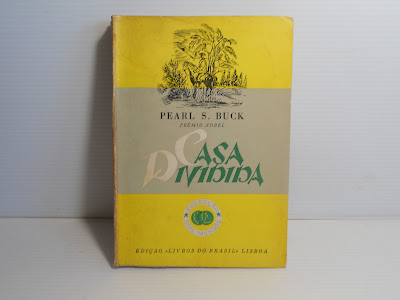 PEARL S. BUCK
PRÉMIO NOBEL
CASA
DIVIDIDA
EDIÇÃO «LIVROS DO BRASIL» LISBOA